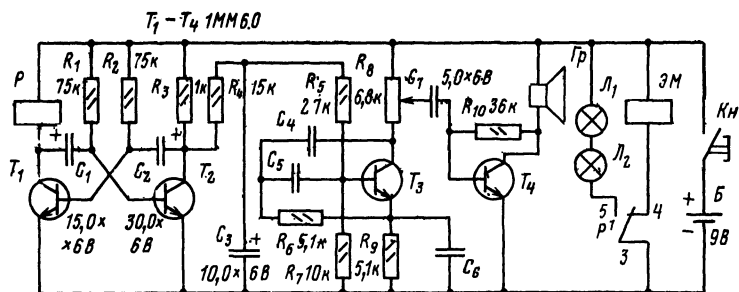 T₁ – T₄ 1ММ6.0
Р
R₁
75к
R₂
75к
R₃
1к
R₄ 15к
R₅
27к
R₈
6,8к
C₇
5,0×6В
R₁₀ 36к
Гр
Л₁
Л₂
ЭМ
Кн
C₄
C₅
T₁
C₁
C₂
T₂
T₃
T₄
15,0×
×6В
30,0×
6В
C₃
10,0×6В
R₆ 5,1к
R₇ 10к
R₉
5,1к
C₆
5
Р¹
4
3
Б
+
−
9В
+
+
+